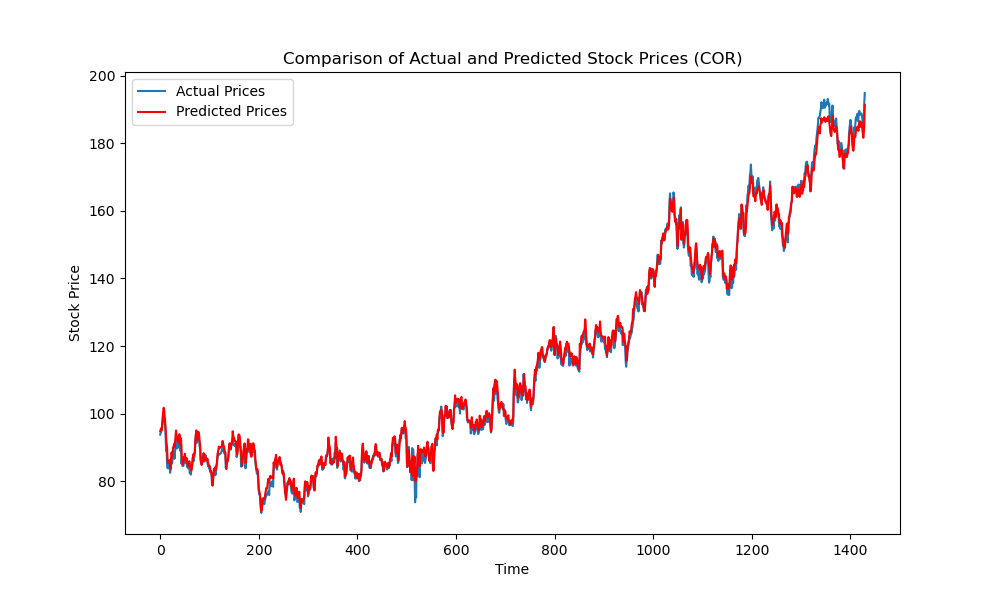 Comparison of Actual and Predicted Stock Prices (COR)
Actual Prices
Predicted Prices
200
180
160
140
120
100
80
Stock Price
0 200 400 600 800 1000 1200 1400
Time